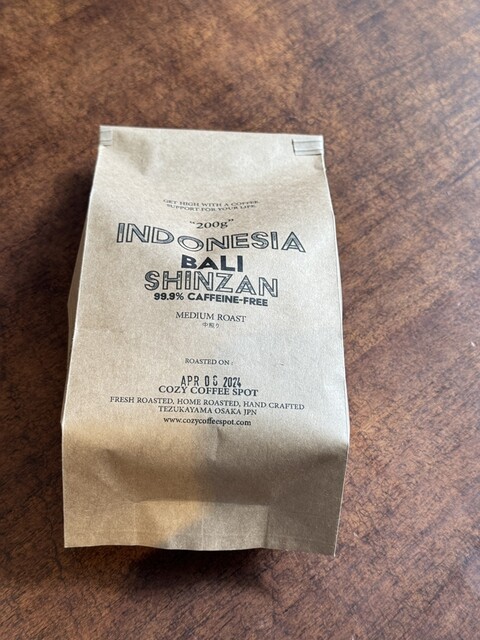 GET HIGH WITH A COFFEE
SUPPORT FOR YOUR LIFE
"200g"
INDONESIA
BALI
SHINZAN
99.9% CAFFEINE-FREE
MEDIUM ROAST
中煎り
ROASTED ON :
APR 05 2024
COZY COFFEE SPOT
FRESH ROASTED, HOME ROASTED, HAND CRAFTED
TEZUKAYAMA OSAKA JPN
www.cozycoffeespot.com